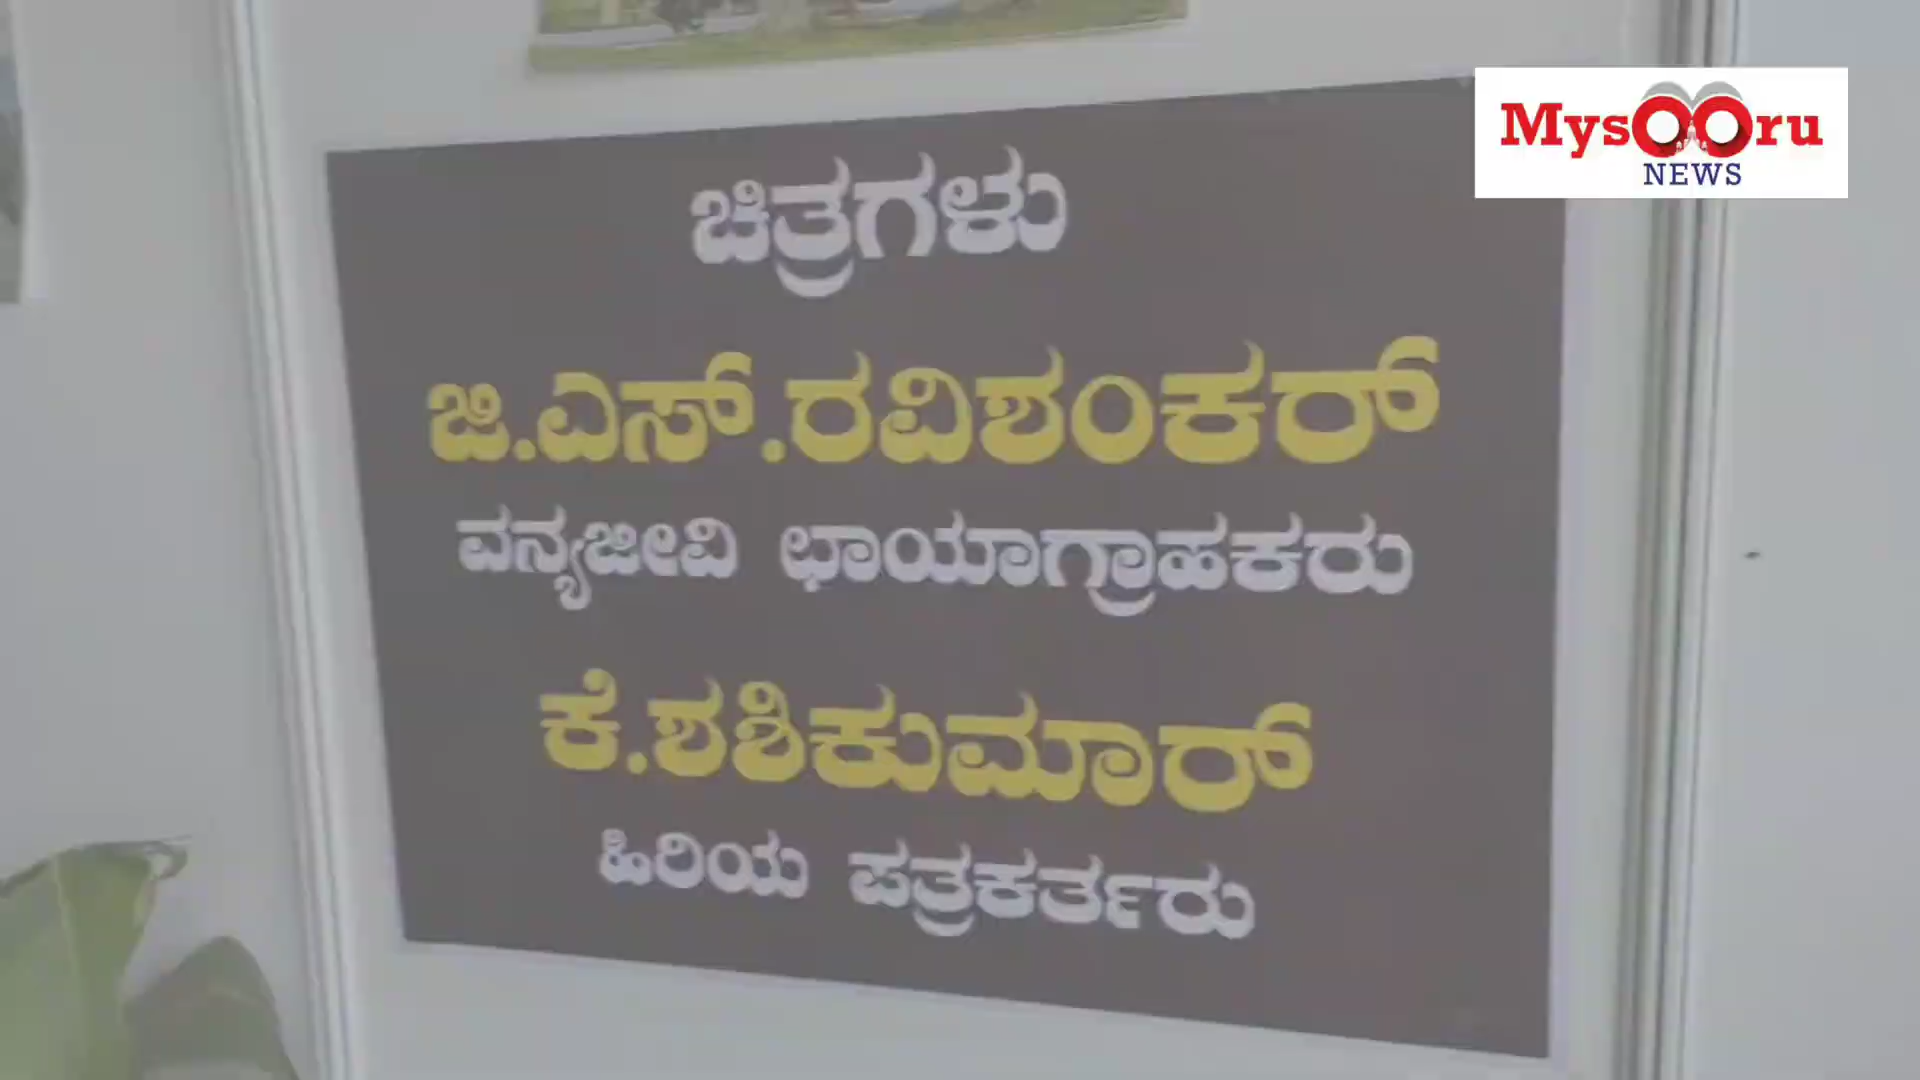 MysOOru
NEWS
ಚಿತ್ರಗಳು
ಜಿ.ಎಸ್.ರವಿಶಂಕರ್
ವನ್ಯಜೀವಿ ಛಾಯಾಗ್ರಾಹಕರು
ಕೆ.ಶಶಿಕುಮಾರ್
ಹಿರಿಯ ಪತ್ರಕರ್ತರು